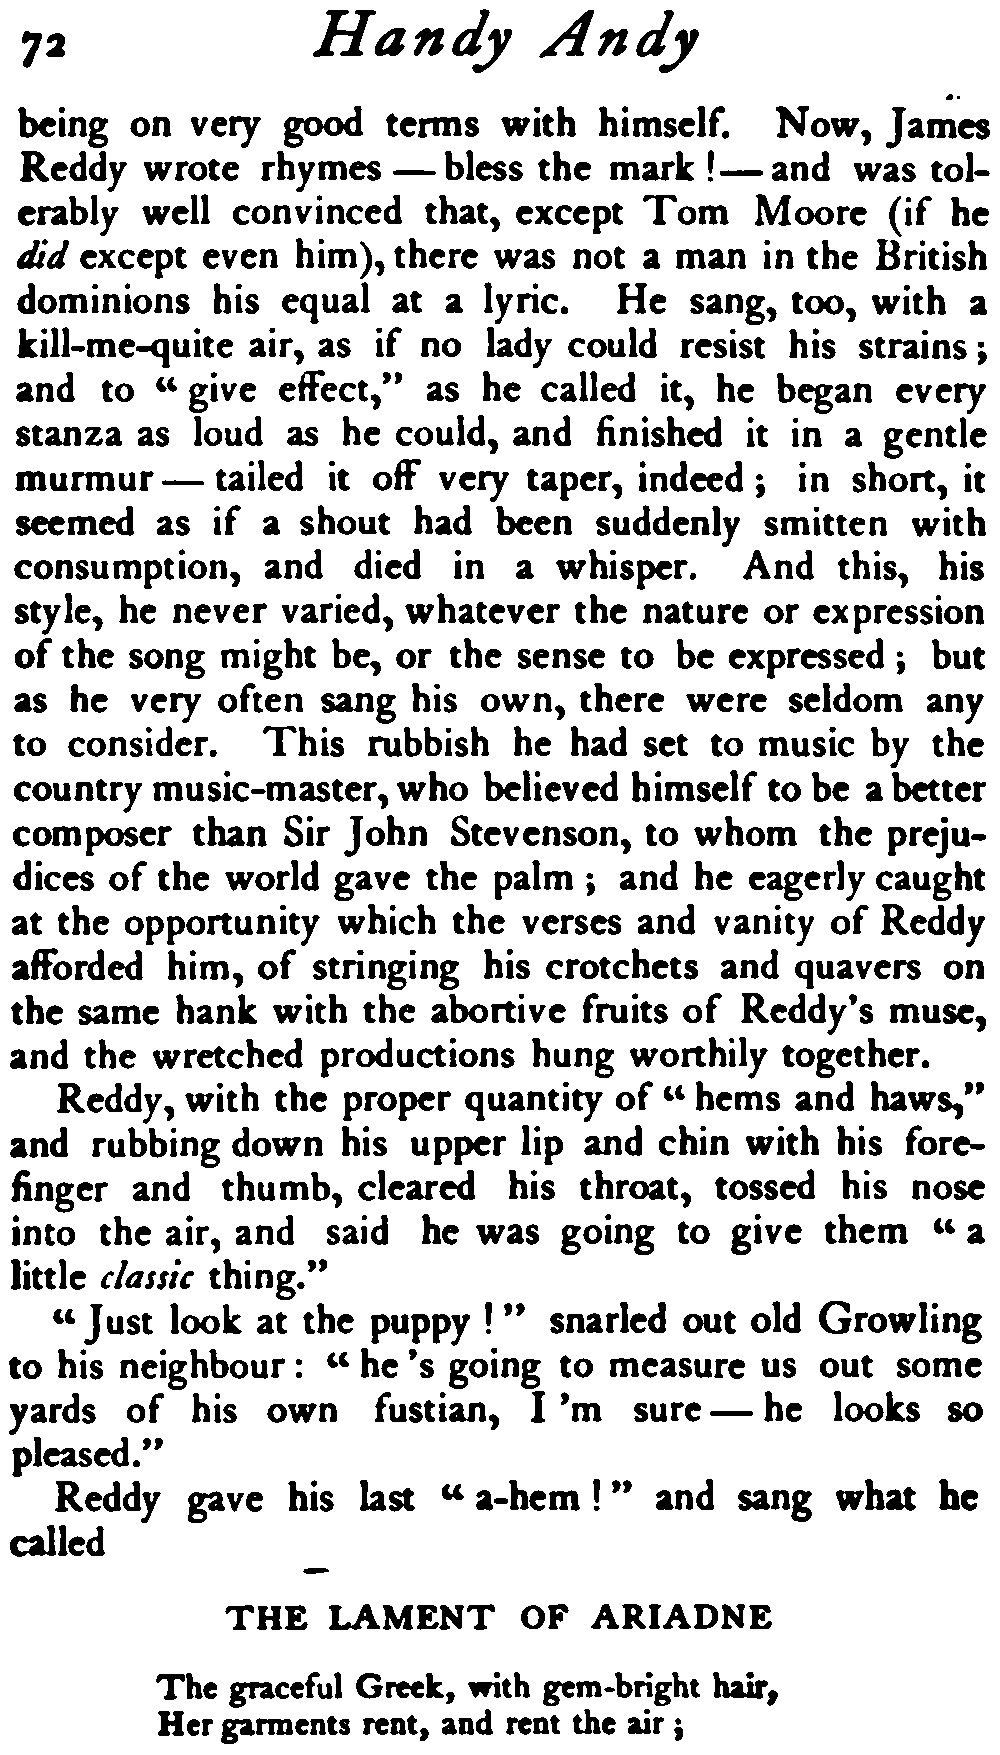 72 Handy Andy
being on very good terms with himself. Now, James
Reddy wrote rhymes — bless the mark ! — and was tol-
erably well convinced that, except Tom Moore (if he
did except even him), there was not a man in the British
dominions his equal at a lyric. He sang, too, with a
kill-me-quite air, as if no lady could resist his strains ;
and to “ give effect,” as he called it, he began every
stanza as loud as he could, and finished it in a gentle
murmur — tailed it off very taper, indeed ; in short, it
seemed as if a shout had been suddenly smitten with
consumption, and died in a whisper. And this, his
style, he never varied, whatever the nature or expression
of the song might be, or the sense to be expressed ; but
as he very often sang his own, there were seldom any
to consider. This rubbish he had set to music by the
country music-master, who believed himself to be a better
composer than Sir John Stevenson, to whom the preju-
dices of the world gave the palm ; and he eagerly caught
at the opportunity which the verses and vanity of Reddy
afforded him, of stringing his crotchets and quavers on
the same hank with the abortive fruits of Reddy’s muse,
and the wretched productions hung worthily together.
Reddy, with the proper quantity of “ hems and haws,”
and rubbing down his upper lip and chin with his fore-
finger and thumb, cleared his throat, tossed his nose
into the air, and said he was going to give them “ a
little classic thing.”
“ Just look at the puppy ! ” snarled out old Growling
to his neighbour : “ he ’s going to measure us out some
yards of his own fustian, I ’m sure — he looks so
pleased.”
Reddy gave his last “ a-hem ! ” and sang what he
called
THE LAMENT OF ARIADNE
The graceful Greek, with gem-bright hair,
Her garments rent, and rent the air ;